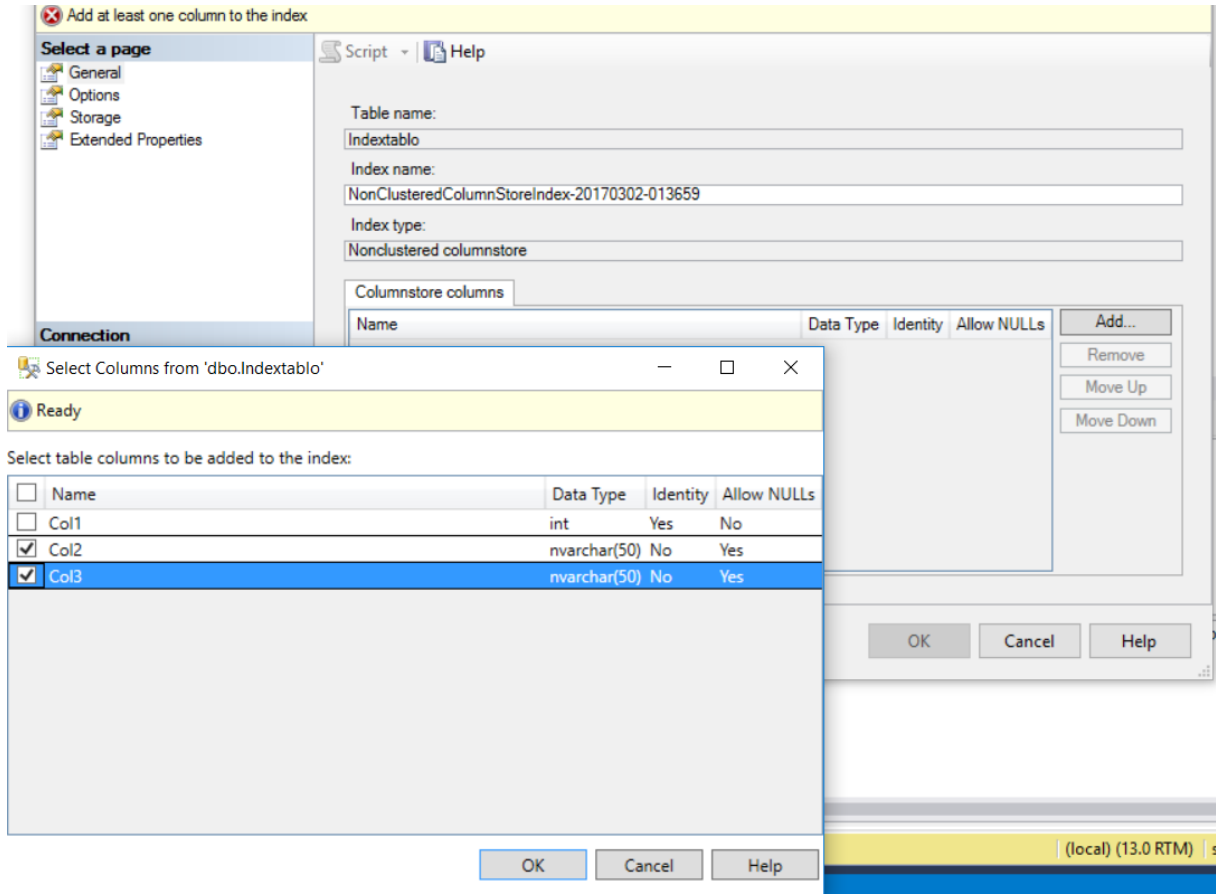 Add at least one column to the index
Select a page
General
Options
Storage
Extended Properties
Connection
Script
Help
Table name:
Indextablo
Index name:
NonClusteredColumnStoreIndex-20170302-013659
Index type:
Nonclustered columnstore
Columnstore columns
Name Data Type Identity Allow NULLs
Add...
Remove
Move Up
Move Down
OK Cancel Help
Select Columns from 'dbo.Indextablo'
Ready
Select table columns to be added to the index:
Name Data Type Identity Allow NULLs
Col1 int Yes No
Col2 nvarchar(50) No Yes
Col3 nvarchar(50) No Yes
OK Cancel Help
(local) (13.0 RTM)